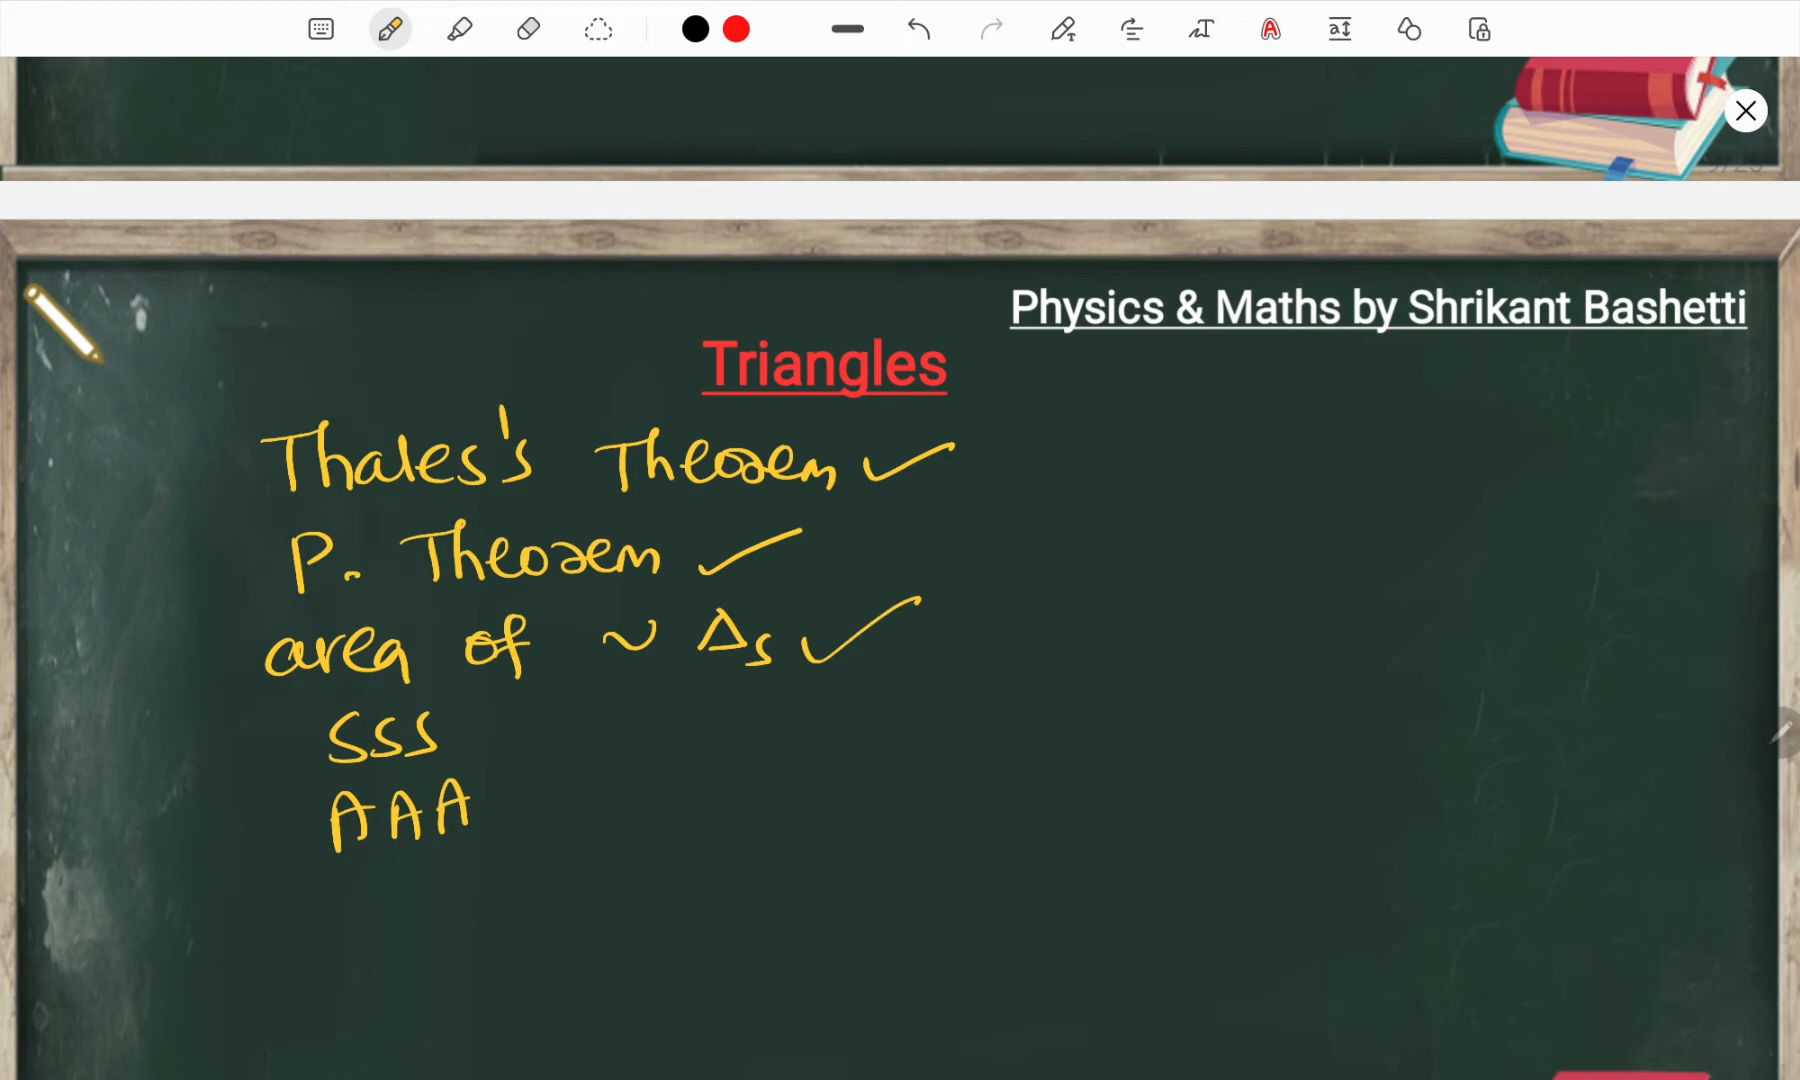 Physics & Maths by Shrikant Bashetti
Triangles
Thales's Theorem ✓
P. Theorem ✓
area of ~ Δs ✓
SSS
AAA